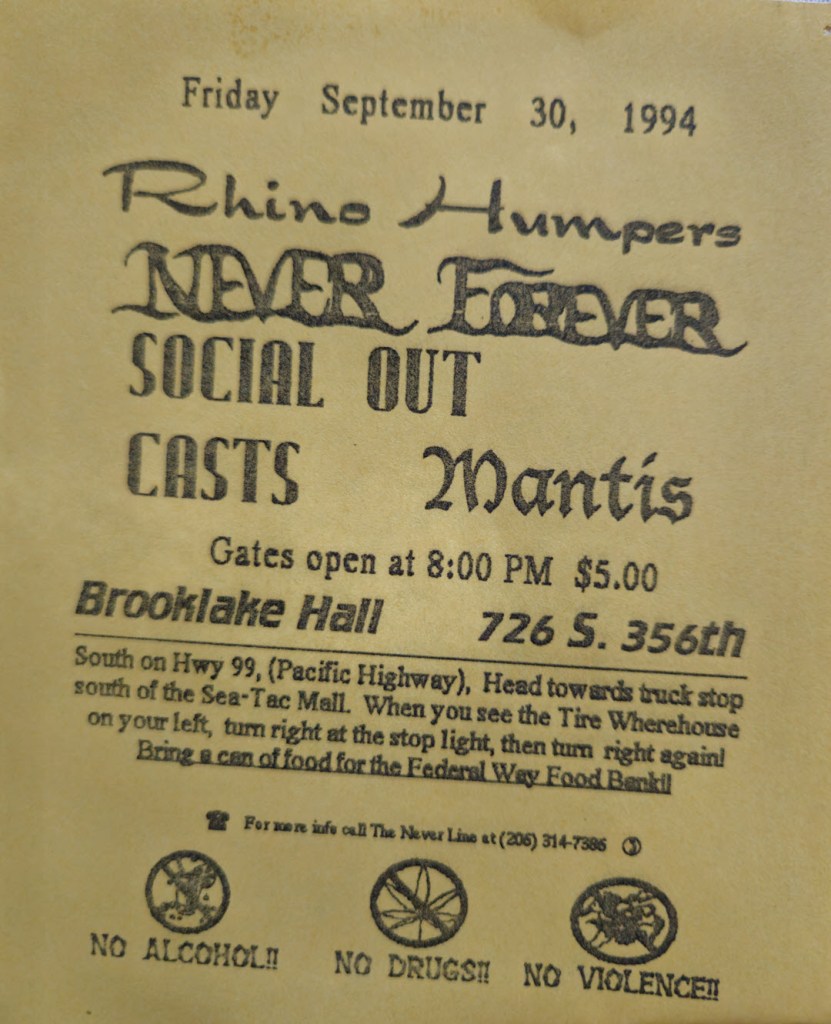 Friday September 30, 1994
Rhino Humpers
NEVER FOREVER
SOCIAL OUT
CASTS Mantis
Gates open at 8:00 PM $5.00
Brooklake Hall 726 S. 356th
South on Hwy 99, (Pacific Highway), Head towards truck stop
south of the Sea-Tac Mall. When you see the Tire Wherehouse
on your left, turn right at the stop light, then turn right again!
Bring a can of food for the Federal Way Food Bank!!
For more info call The Never Line at (206) 314-7386
NO ALCOHOL!! NO DRUGS!! NO VIOLENCE!!